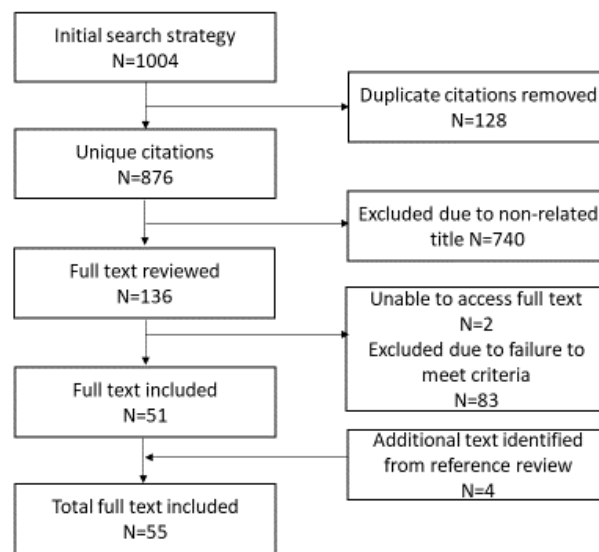 Initial search strategy
N=1004
Duplicate citations removed
N=128
Unique citations
N=876
Excluded due to non-related
title N=740
Full text reviewed
N=136
Unable to access full text
N=2
Excluded due to failure to
meet criteria
N=83
Full text included
N=51
Additional text identified
from reference review
N=4
Total full text included
N=55